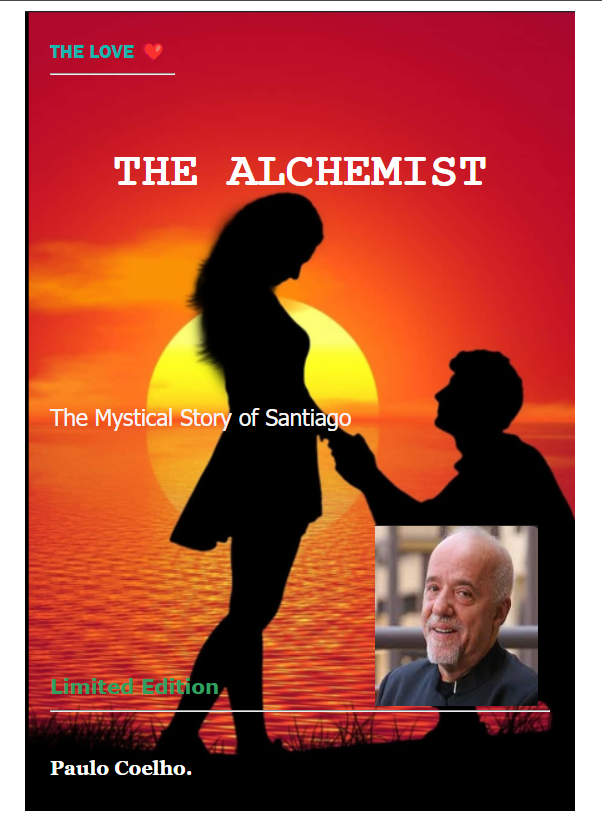 THE LOVE ❤️
THE ALCHEMIST
The Mystical Story of Santiago
Limited Edition
Paulo Coelho.